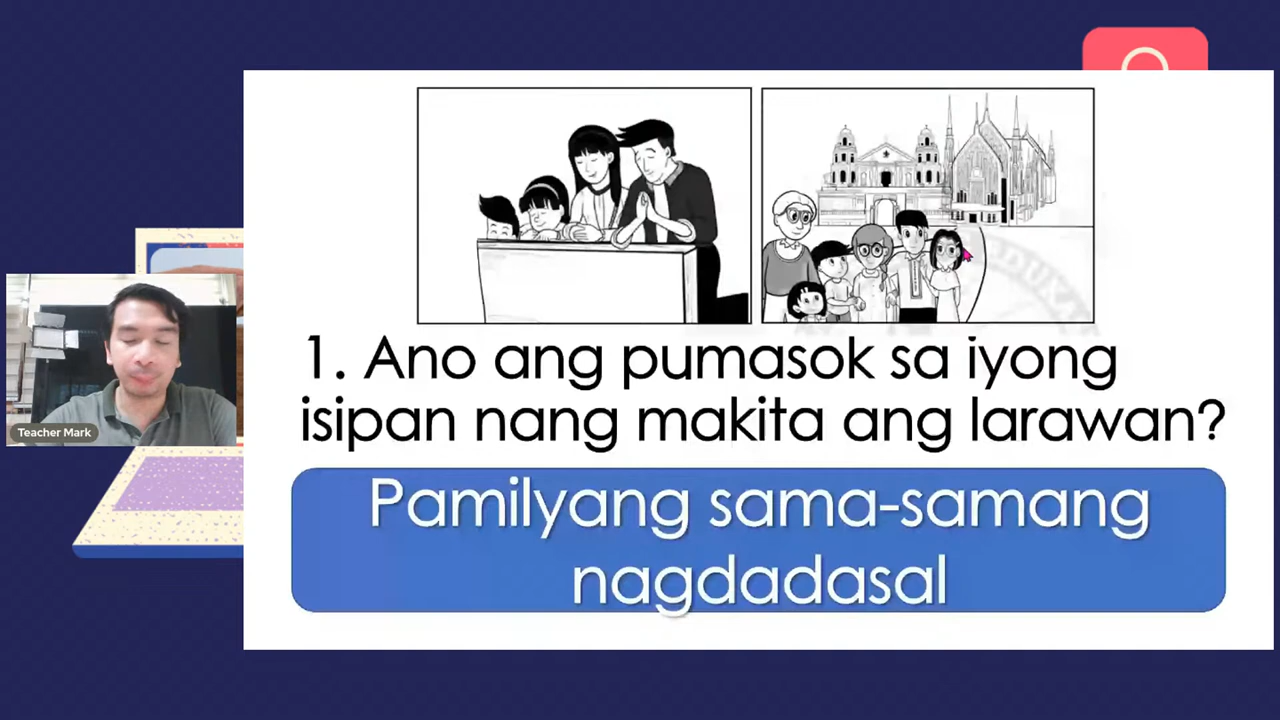 1. Ano ang pumasok sa iyong
isipan nang makita ang larawan?
Pamilyang sama-samang
nagdadasal
Teacher Mark